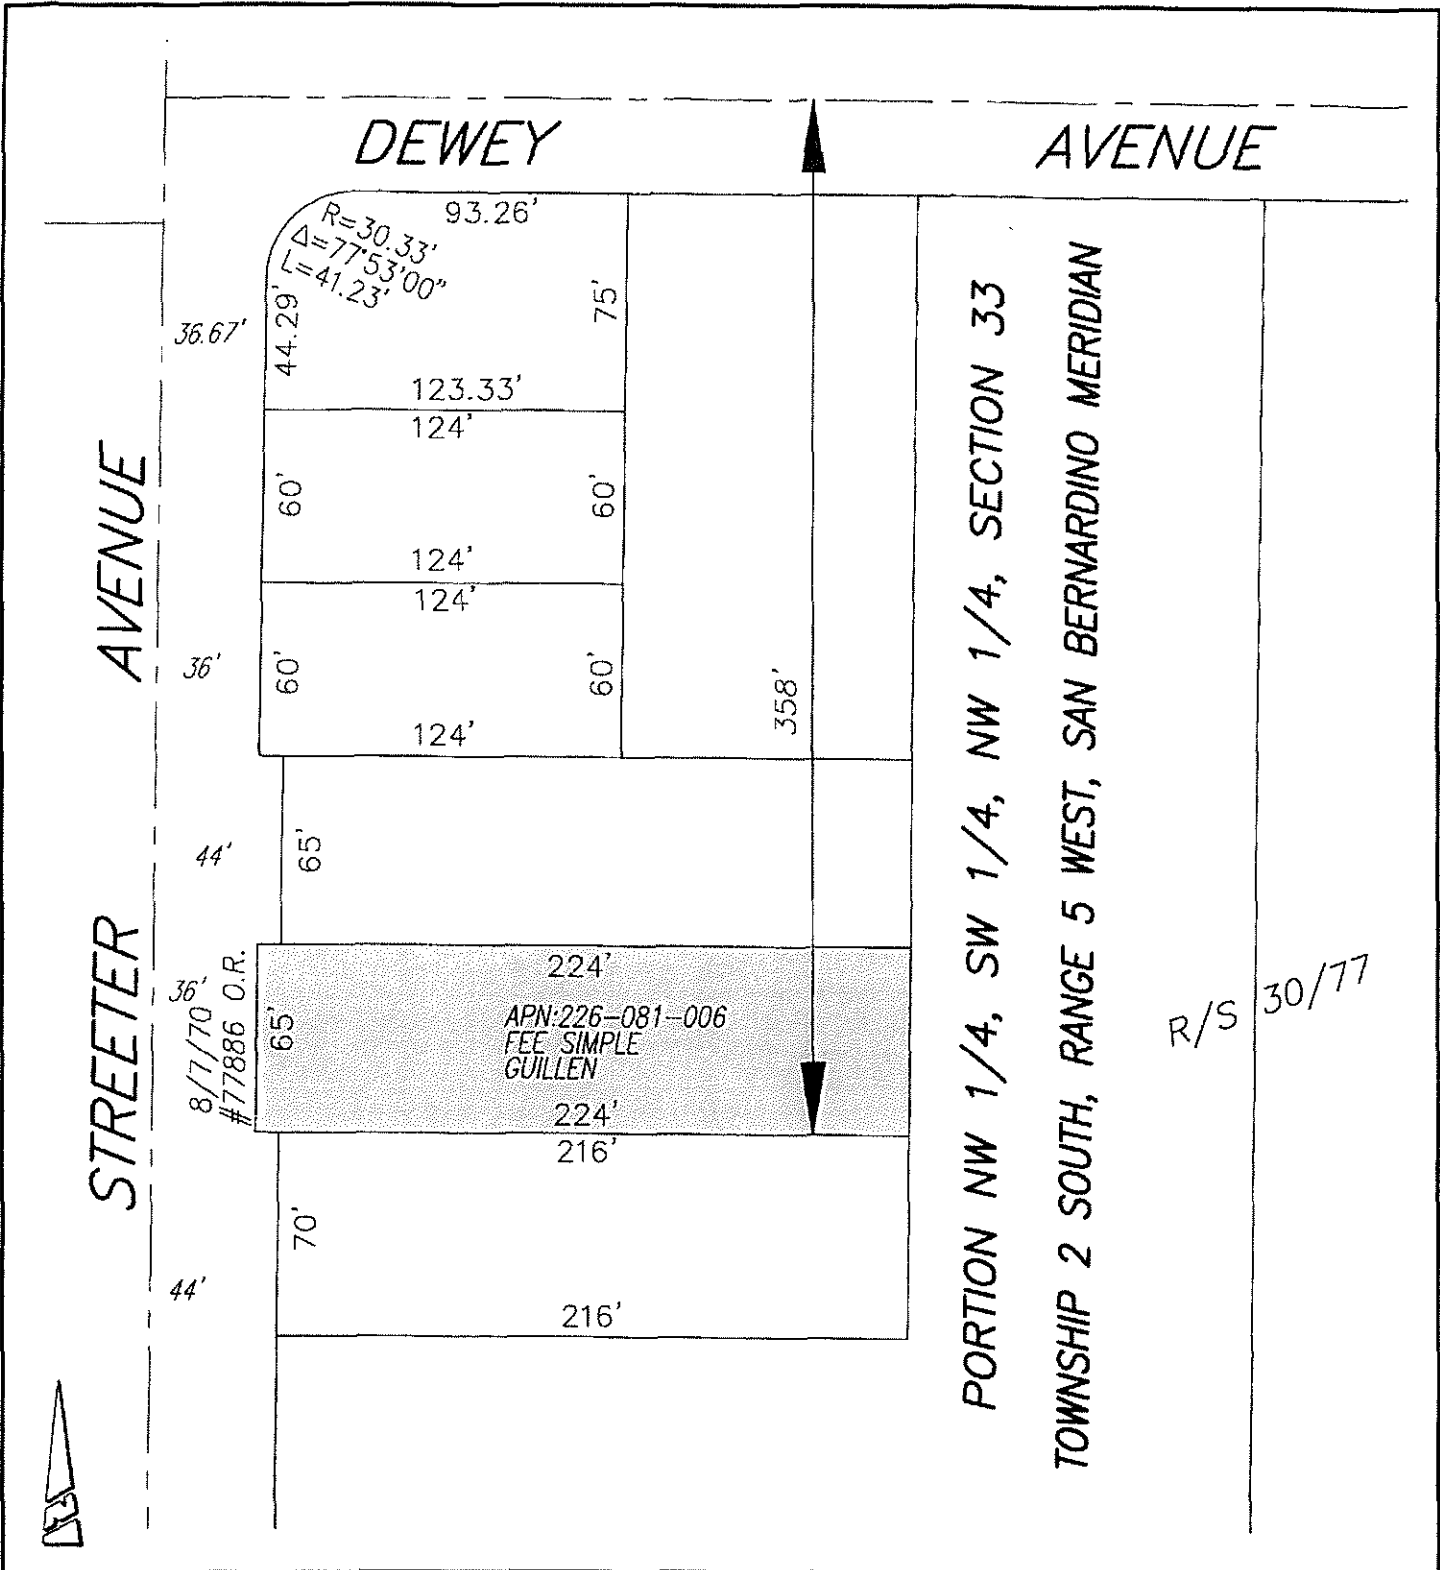 DEWEY AVENUE
93.26'
R=30.33'
Δ=77°53'00"
L=41.23'
44.29'
75'
36.67'
123.33'
124'
60'
60'
124'
124'
36'
60'
60'
124'
358'
44'
65'
STREETER AVENUE
36'
8/7/70
#77886 O.R.
65'
224'
APN:226-081-006
FEE SIMPLE
GUILLEN
224'
216'
70'
44'
216'
PORTION NW 1/4, SW 1/4, NW 1/4, SECTION 33
TOWNSHIP 2 SOUTH, RANGE 5 WEST, SAN BERNARDINO MERIDIAN
R/S 30/77